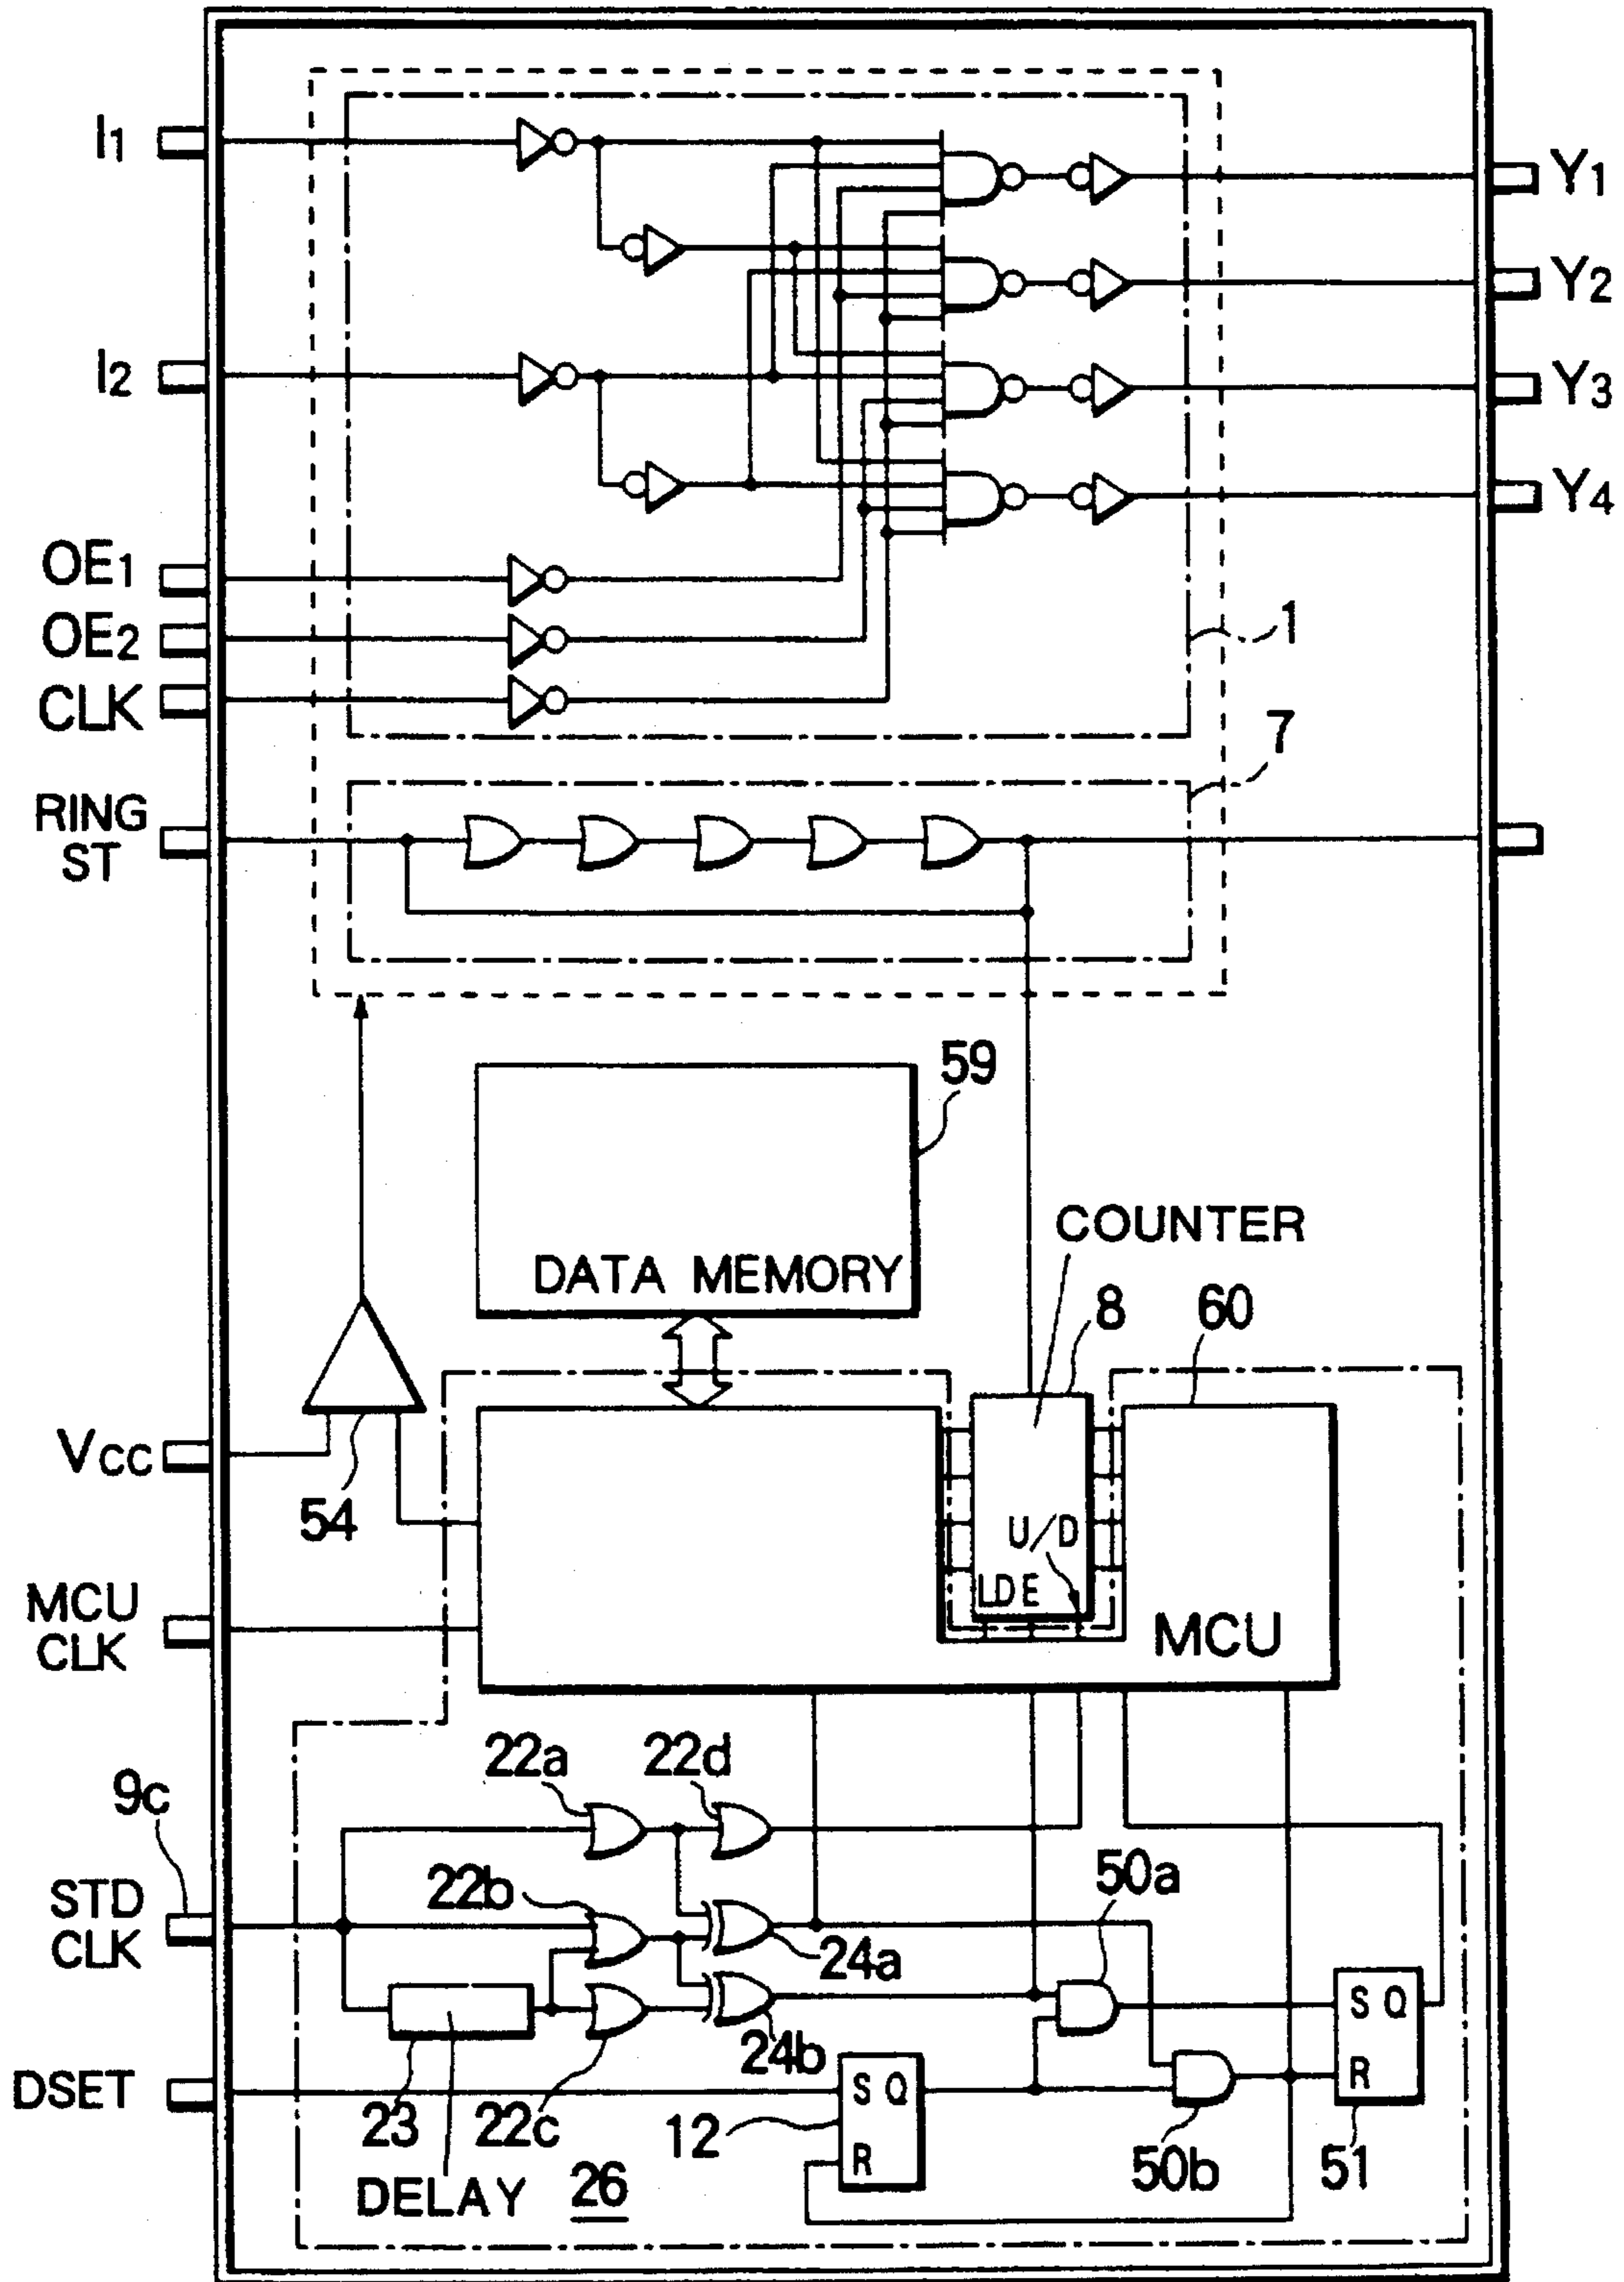 I1
Y1
Y2
I2
Y3
Y4
OE1
OE2
CLK
1
7
RING
ST
59
DATA MEMORY
COUNTER
8
60
VCC
54
U/D
LDE
MCU
CLK
MCU
22a
22d
9c
22b
50a
STD
CLK
24a
S Q
24b
DSET
S Q
R
23
22c
12
R
50b
51
DELAY
26